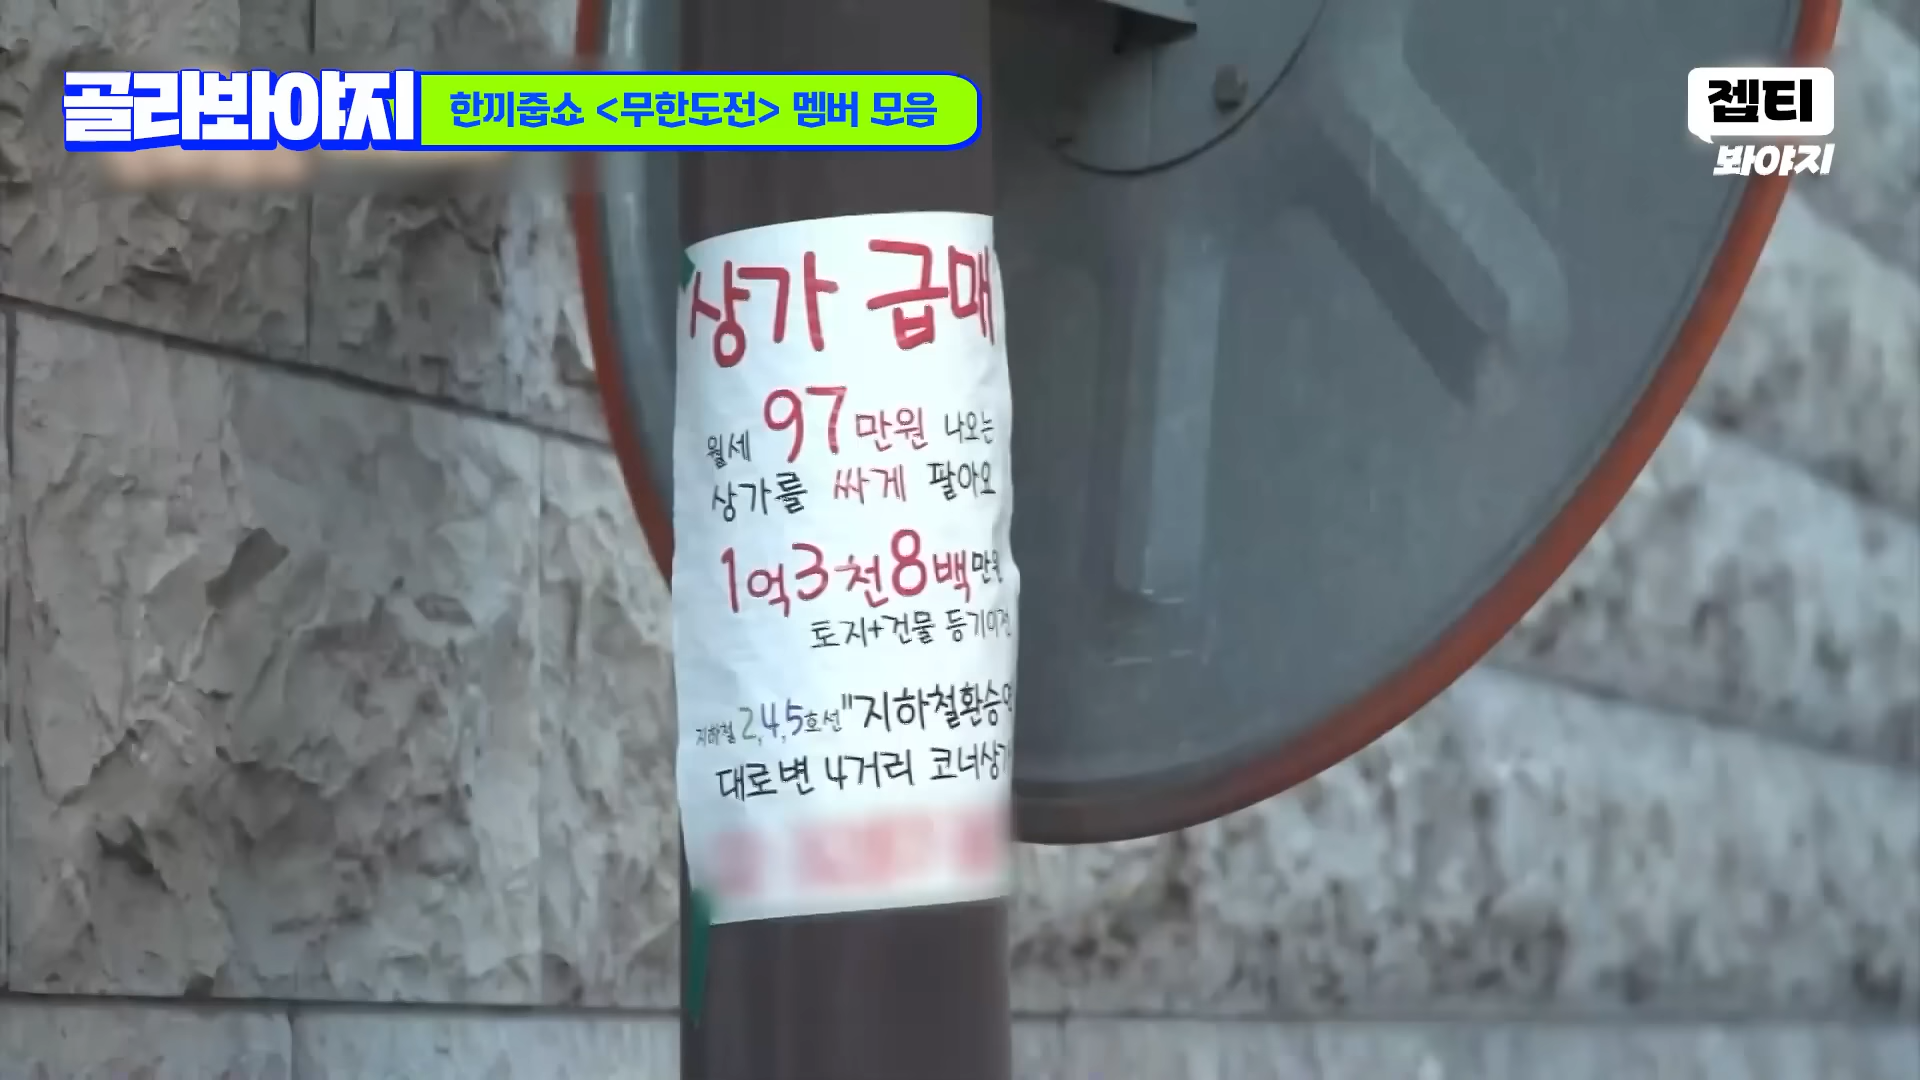 골라봐야지 한끼줍쇼 <무한도전> 멤버 모음
젭티
봐야지
상가 급매
월세 97만원 나오는
상가를 싸게 팔아요
1억3천8백만원
토지+건물 등기이전
지하철 2,4,5호선 "지하철환승역
대로변 4거리 코너상가